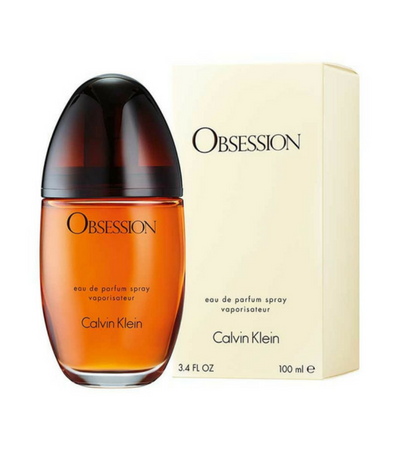 OBSESSION
eau de parfum spray
vaporisateur
Calvin Klein
OBSESSION
eau de parfum spray
vaporisateur
Calvin Klein
3.4 FL OZ 100 ml ℮